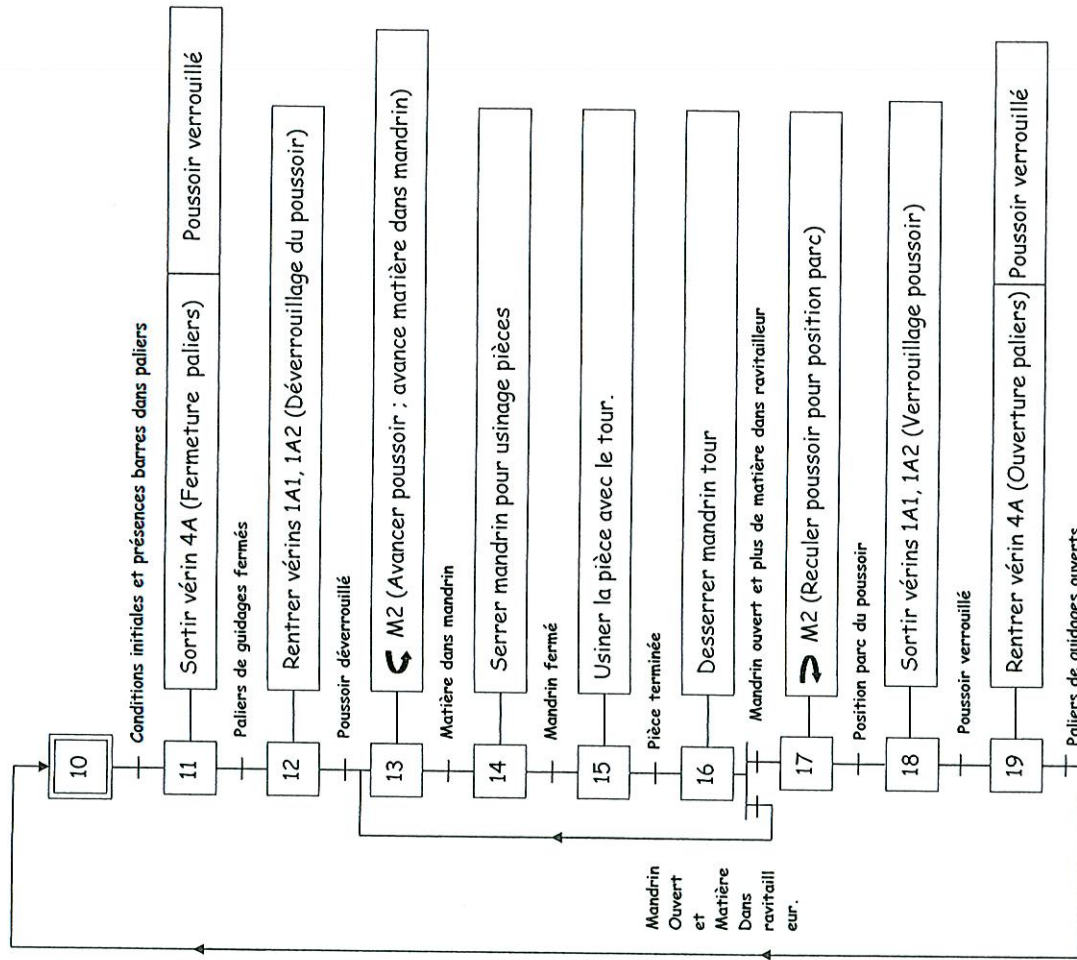 10
Conditions initiales et présences barres dans paliers
11
Sortir vérin 4A (Fermeture paliers)
Poussoir verrouillé
Paliers de guidages fermés
12
Rentrer vérins 1A1, 1A2 (Déverrouillage du poussoir)
Poussoir déverrouillé
13
M2 (Avancer poussoir ; avance matière dans mandrin)
Matière dans mandrin
14
Serrer mandrin pour usinage pièces
Mandrin fermé
15
Usiner la pièce avec le tour.
Pièce terminée
16
Desserrer mandrin tour
Mandrin
Ouvert
et
Matière
Dans
ravitaill
eur.
Mandrin ouvert et plus de matière dans ravitailleur
17
M2 (Reculer poussoir pour position parc)
Position parc du poussoir
18
Sortir vérins 1A1, 1A2 (Verrouillage poussoir)
Poussoir verrouillé
19
Rentrer vérin 4A (Ouverture paliers)
Poussoir verrouillé
Paliers de guidages ouverts